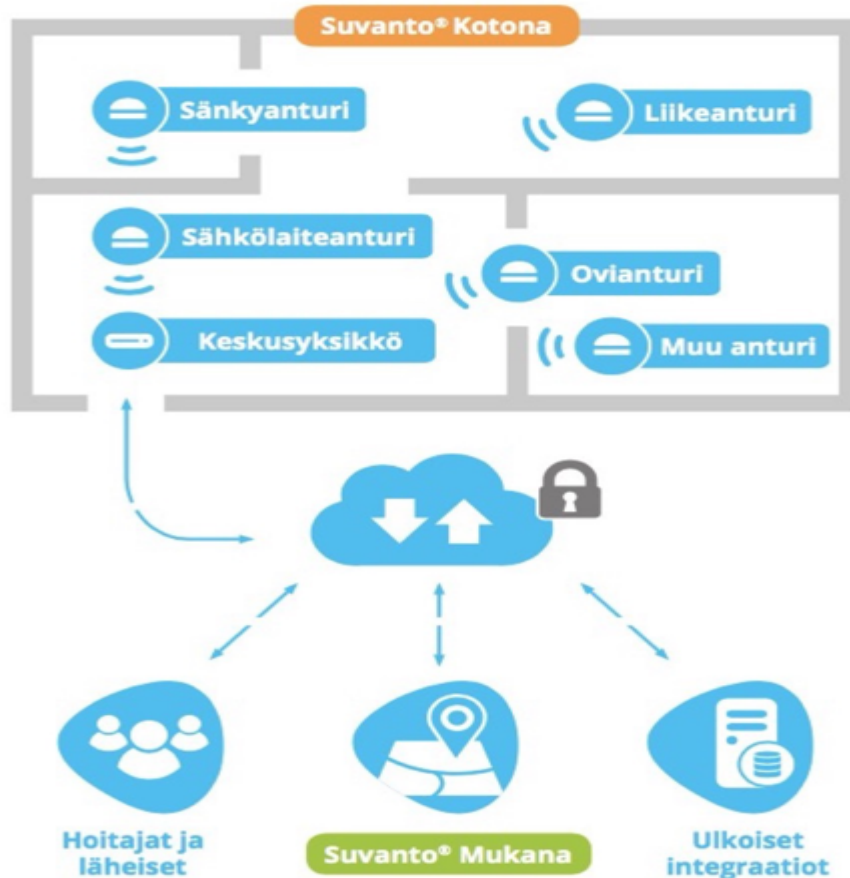 Suvanto® Kotona
Sänkyanturi
Liikeanturi
Sähkölaiteanturi
Ovianturi
Keskusyksikkö
Muu anturi
Hoitajat ja
läheiset
Suvanto® Mukana
Ulkoiset
integraatiot